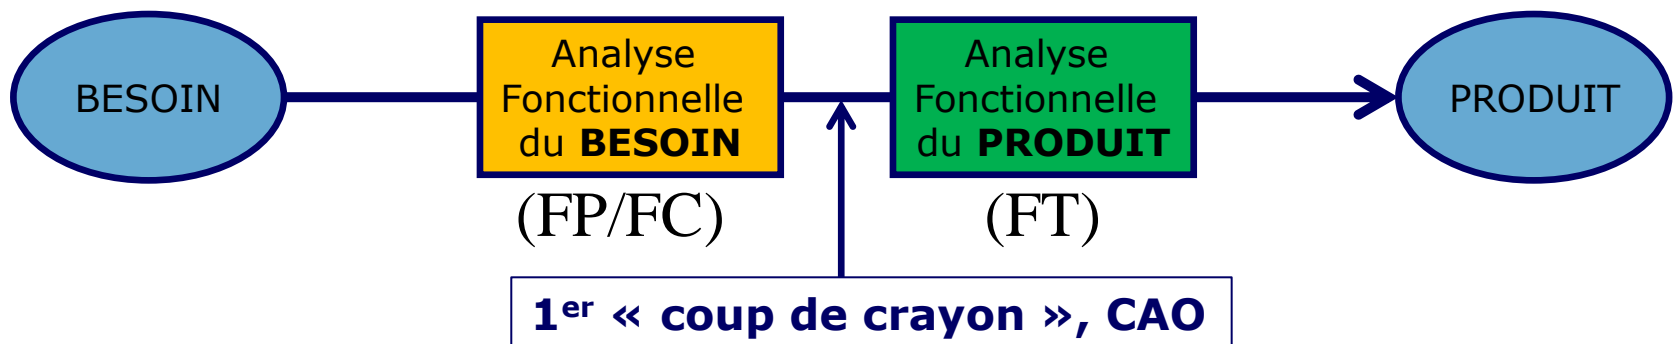 BESOIN
Analyse
Fonctionnelle
du BESOIN
(FP/FC)
Analyse
Fonctionnelle
du PRODUIT
(FT)
PRODUIT
1er « coup de crayon », CAO